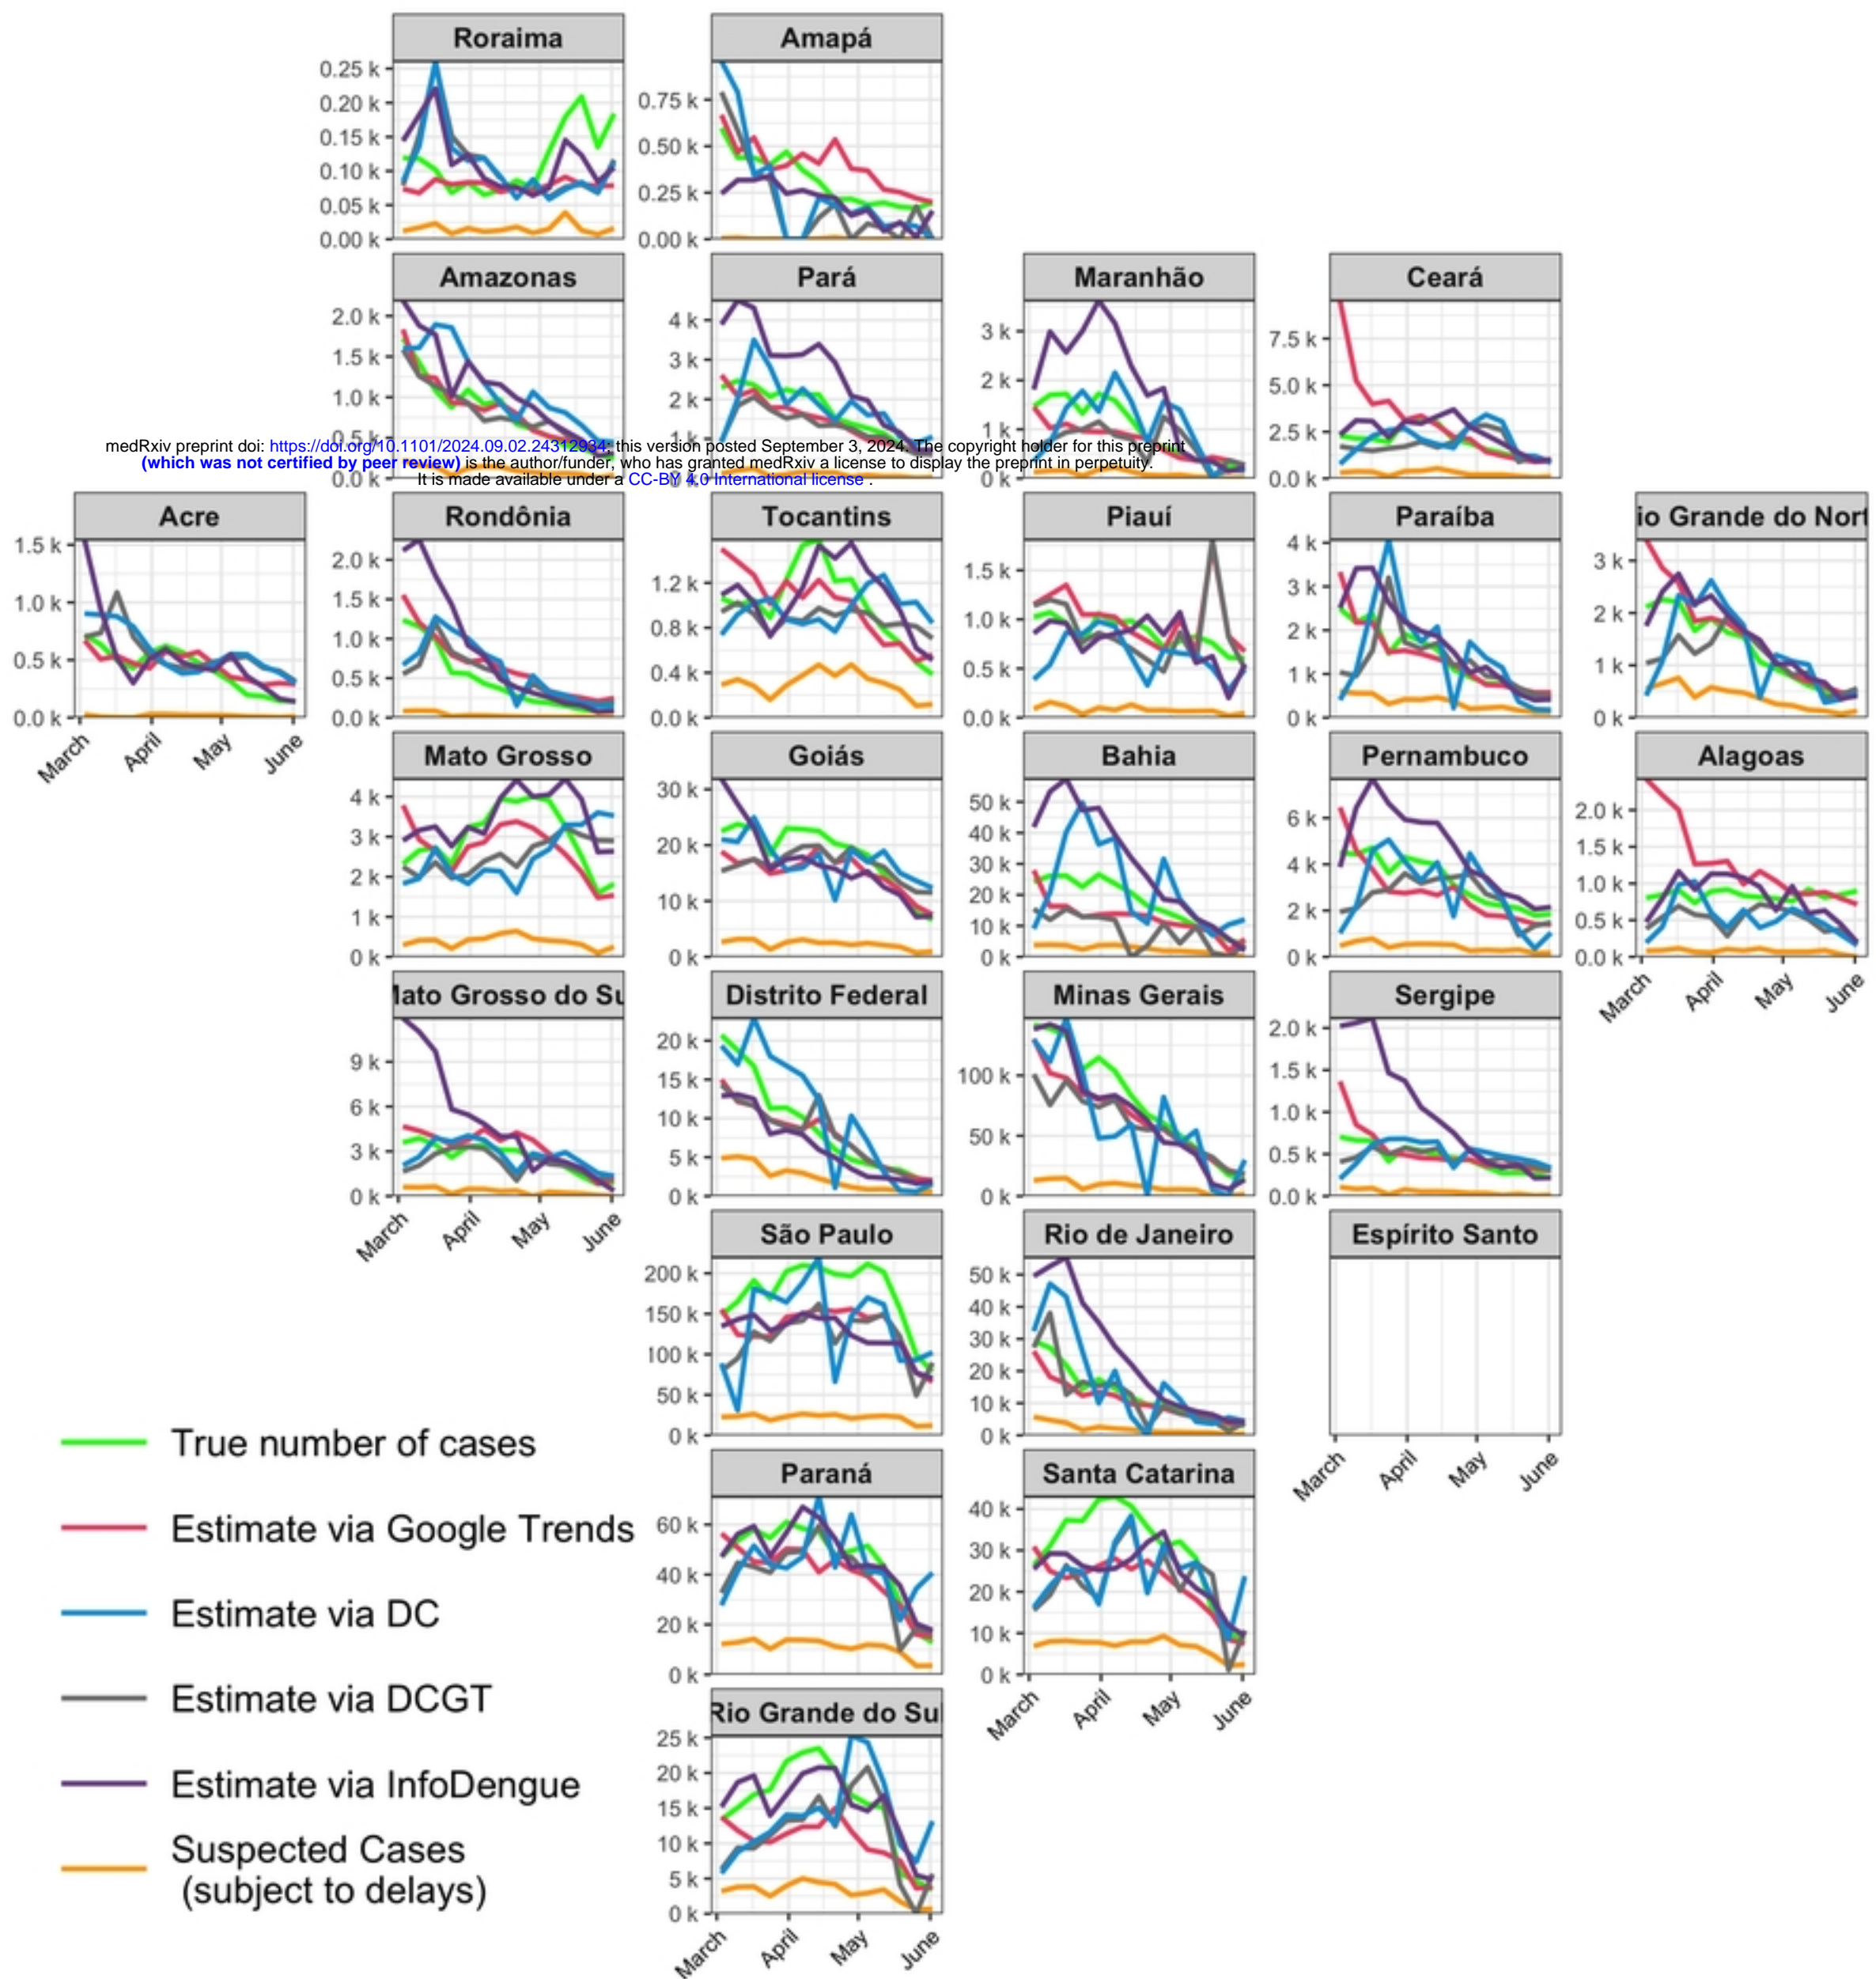 Roraima
Amapá
0.25 k
0.20 k
0.15 k
0.10 k
0.05 k
0.00 k
0.75 k
0.50 k
0.25 k
0.00 k
Amazonas
Pará
Maranhão
Ceará
2.0 k
1.5 k
1.0 k
0.5 k
0.0 k
4 k
3 k
2 k
1 k
0 k
3 k
2 k
1 k
0 k
7.5 k
5.0 k
2.5 k
0.0 k
medRxiv preprint doi: https://doi.org/10.1101/2024.09.02.24312934; this version posted September 3, 2024. The copyright holder for this preprint
(which was not certified by peer review) is the author/funder, who has granted medRxiv a license to display the preprint in perpetuity.
It is made available under a CC-BY 4.0 International license .
Acre
Rondônia
Tocantins
Piauí
Paraíba
io Grande do Nort
1.5 k
1.0 k
0.5 k
0.0 k
March
April
May
June
2.0 k
1.5 k
1.0 k
0.5 k
0.0 k
1.2 k
0.8 k
0.4 k
0.0 k
1.5 k
1.0 k
0.5 k
0.0 k
4 k
3 k
2 k
1 k
0 k
3 k
2 k
1 k
0 k
Mato Grosso
Goiás
Bahia
Pernambuco
Alagoas
4 k
3 k
2 k
1 k
0 k
30 k
20 k
10 k
0 k
50 k
40 k
30 k
20 k
10 k
0 k
6 k
4 k
2 k
0 k
2.0 k
1.5 k
1.0 k
0.5 k
0.0 k
March
April
May
June
Mato Grosso do Su
Distrito Federal
Minas Gerais
Sergipe
9 k
6 k
3 k
0 k
March
April
May
June
20 k
15 k
10 k
5 k
0 k
100 k
50 k
0 k
2.0 k
1.5 k
1.0 k
0.5 k
0.0 k
São Paulo
Rio de Janeiro
Espírito Santo
200 k
150 k
100 k
50 k
0 k
50 k
40 k
30 k
20 k
10 k
0 k
March
April
May
June
Paraná
Santa Catarina
60 k
40 k
20 k
0 k
40 k
30 k
20 k
10 k
0 k
March
April
May
June
Rio Grande do Sul
25 k
20 k
15 k
10 k
5 k
0 k
March
April
May
June
True number of cases
Estimate via Google Trends
Estimate via DC
Estimate via DCGT
Estimate via InfoDengue
Suspected Cases
(subject to delays)